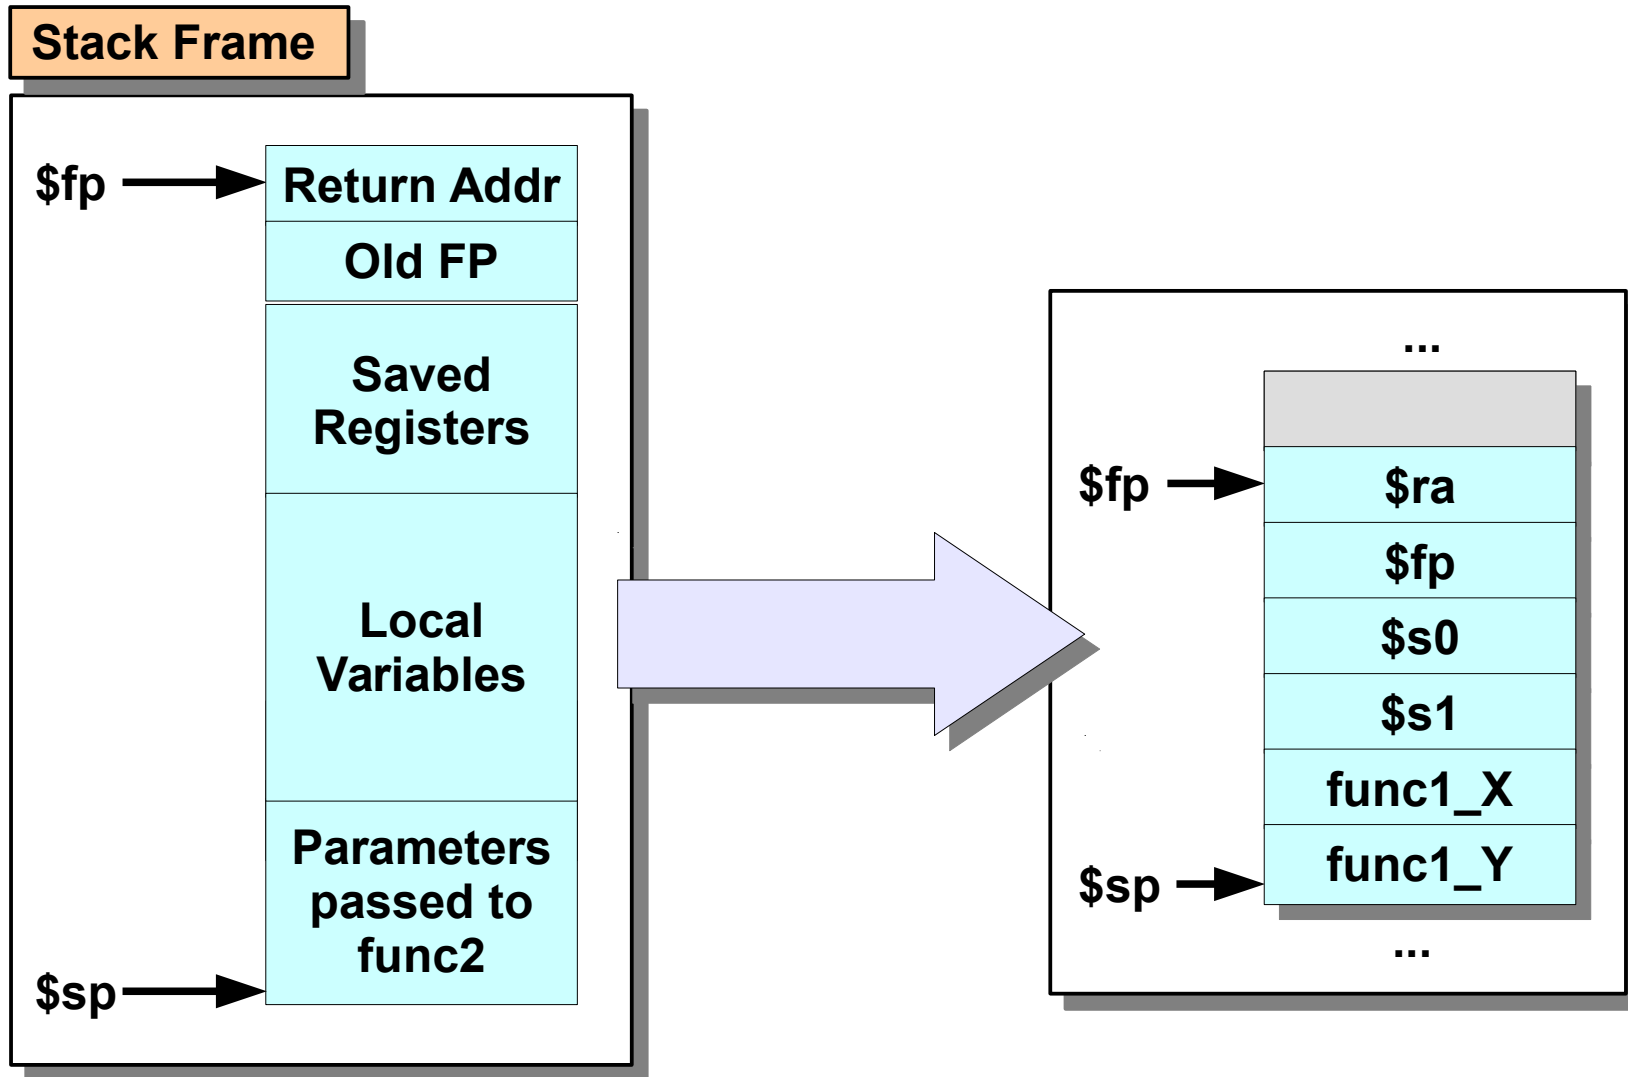 Stack Frame
$fp
Return Addr
Old FP
Saved
Registers
Local
Variables
Parameters
passed to
func2
$sp
...
$fp
$ra
$fp
$s0
$s1
func1_X
func1_Y
$sp
...